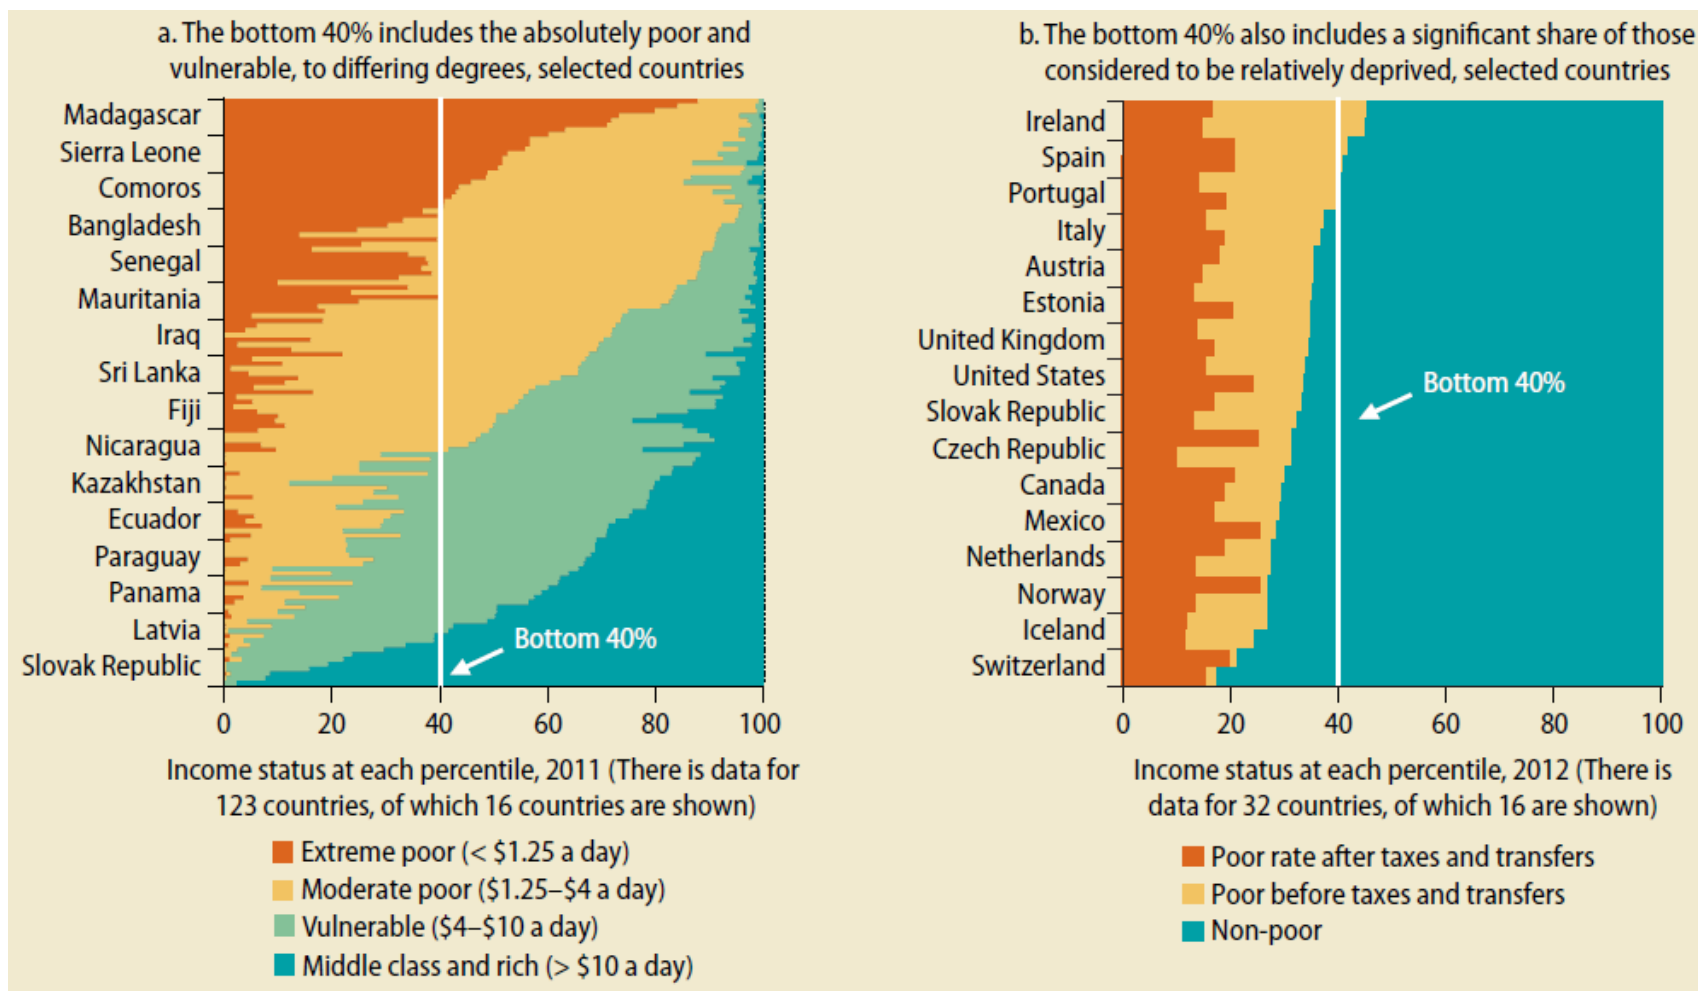 a. The bottom 40% includes the absolutely poor and
vulnerable, to differing degrees, selected countries
Madagascar
Sierra Leone
Comoros
Bangladesh
Senegal
Mauritania
Iraq
Sri Lanka
Fiji
Nicaragua
Kazakhstan
Ecuador
Paraguay
Panama
Latvia
Slovak Republic
Bottom 40%
0 20 40 60 80 100
Income status at each percentile, 2011 (There is data for
123 countries, of which 16 countries are shown)
Extreme poor (< $1.25 a day)
Moderate poor ($1.25–$4 a day)
Vulnerable ($4–$10 a day)
Middle class and rich (> $10 a day)
b. The bottom 40% also includes a significant share of those
considered to be relatively deprived, selected countries
Ireland
Spain
Portugal
Italy
Austria
Estonia
United Kingdom
United States
Slovak Republic
Czech Republic
Canada
Mexico
Netherlands
Norway
Iceland
Switzerland
Bottom 40%
0 20 40 60 80 100
Income status at each percentile, 2012 (There is
data for 32 countries, of which 16 are shown)
Poor rate after taxes and transfers
Poor before taxes and transfers
Non-poor